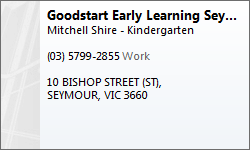 Goodstart Early Learning Sey...
Mitchell Shire - Kindergarten
(03) 5799-2855 Work
10 BISHOP STREET (ST),
SEYMOUR, VIC 3660